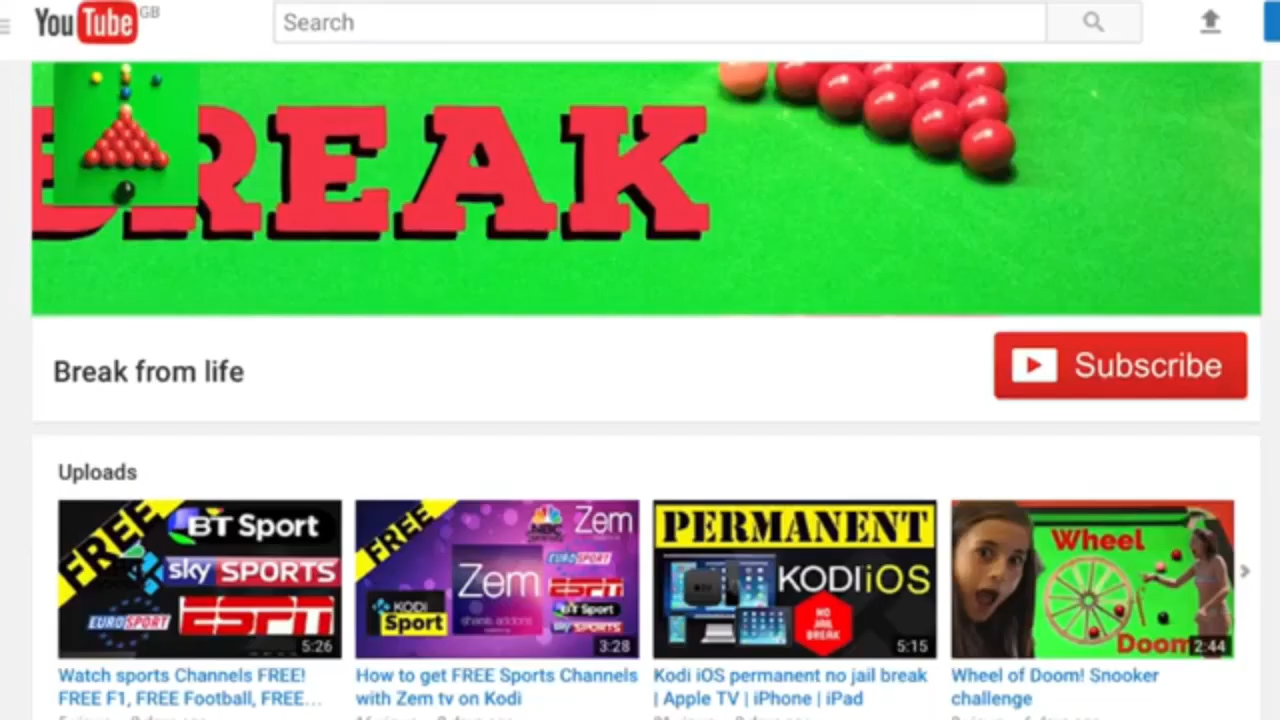 YouTube GB
Search
BREAK
Break from life
Subscribe
Uploads
FREE
BT Sport
sky SPORTS
EUROSPORT
ESPN
5:26
FREE
NBC
Zem
EUROSPORT
Zem
ESPN
KODI
Sport
BT Sport
sky SPORTS
3:28
PERMANENT
KODI iOS
NO
JAIL
BREAK
5:15
Wheel
Doom
2:44
Watch sports Channels FREE!
FREE F1, FREE Football, FREE...
How to get FREE Sports Channels
with Zem tv on Kodi
Kodi iOS permanent no jail break
| Apple TV | iPhone | iPad
Wheel of Doom! Snooker
challenge